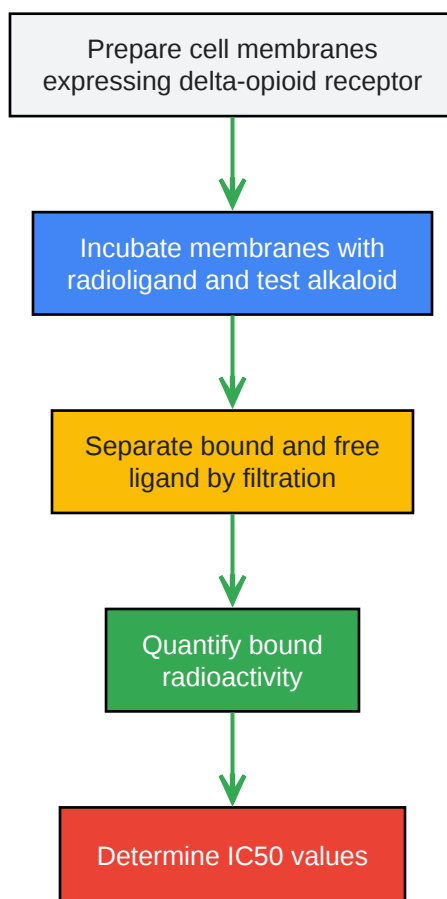 Prepare cell membranes
expressing delta-opioid receptor
Incubate membranes with
radioligand and test alkaloid
Separate bound and free
ligand by filtration
Quantify bound
radioactivity
Determine IC50 values